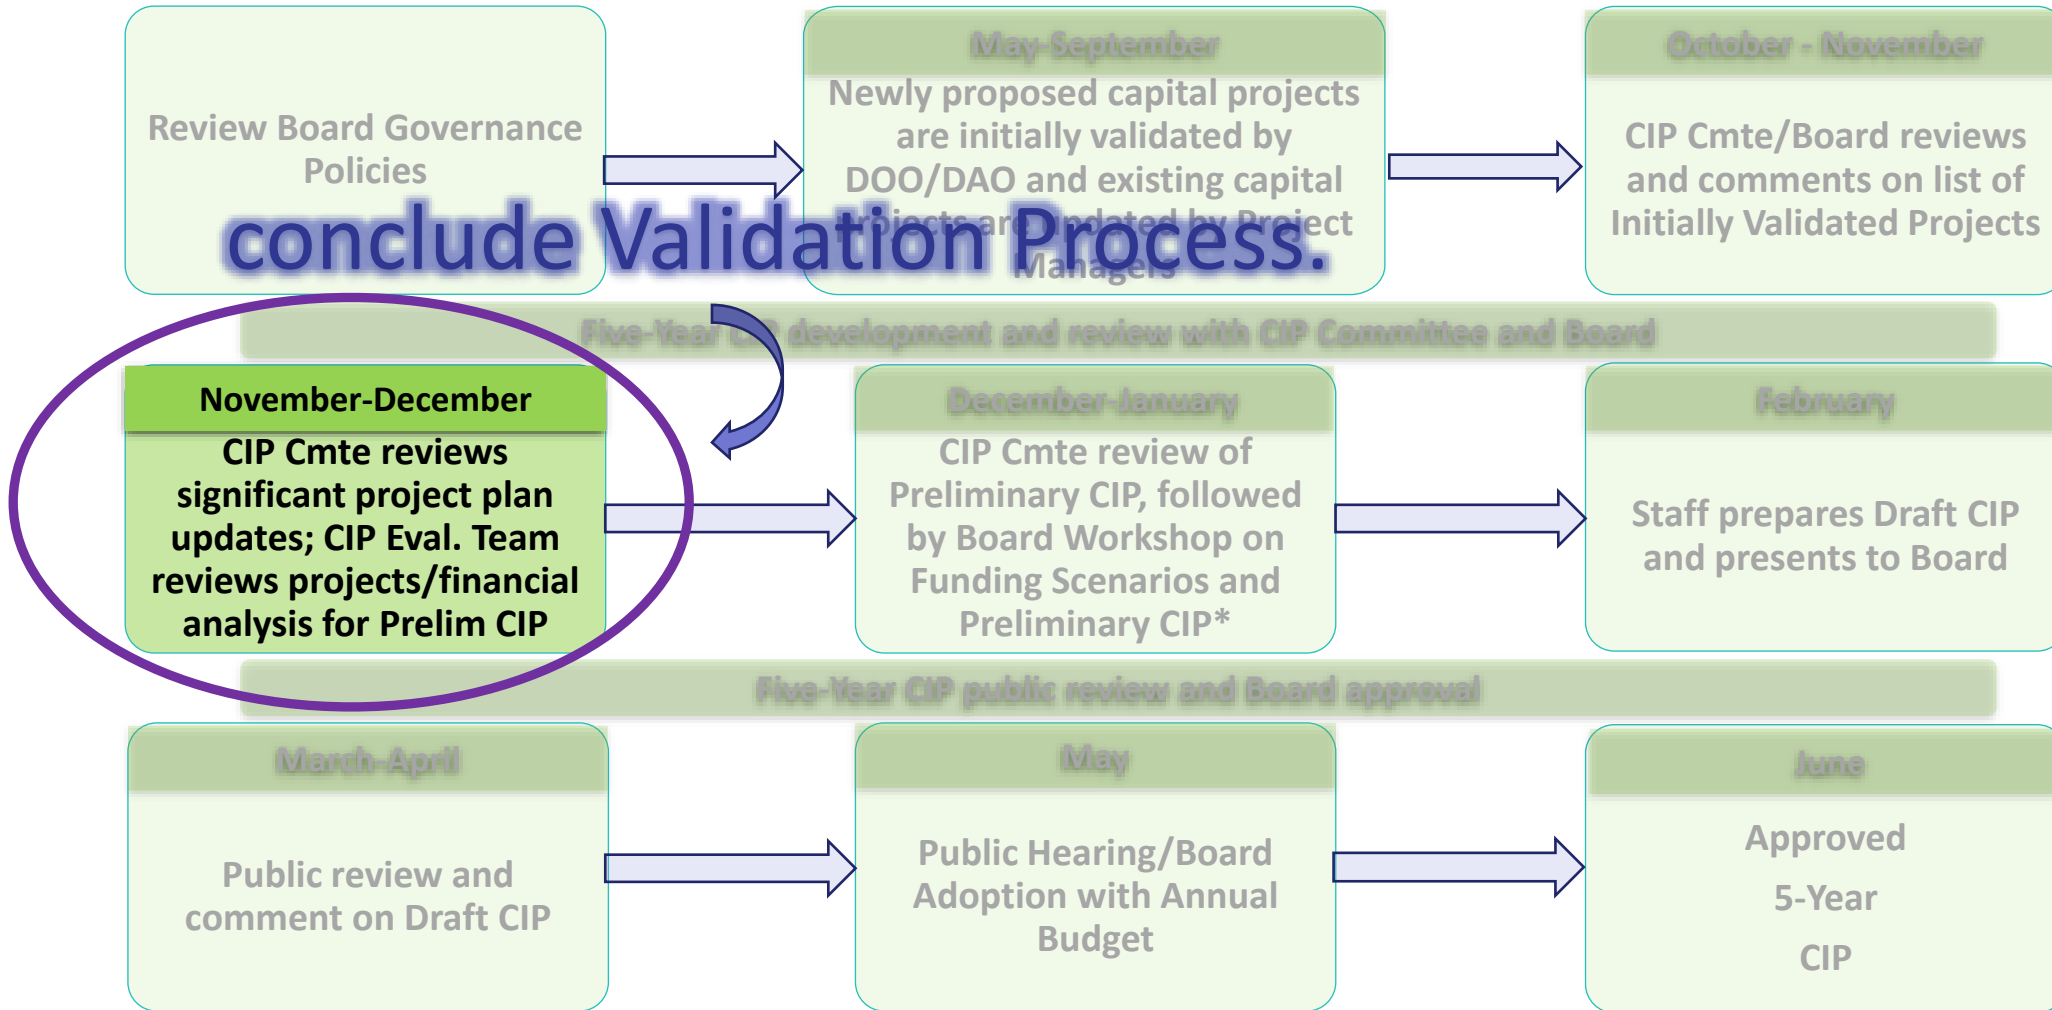 Review Board Governance
Policies
May-September
Newly proposed capital projects
are initially validated by
DOO/DAO and existing capital
projects are updated by Project
Managers
October - November
CIP Cmte/Board reviews
and comments on list of
Initially Validated Projects
conclude Validation Process.
Five-Year CIP development and review with CIP Committee and Board
November-December
CIP Cmte reviews
significant project plan
updates; CIP Eval. Team
reviews projects/financial
analysis for Prelim CIP
December-January
CIP Cmte review of
Preliminary CIP, followed
by Board Workshop on
Funding Scenarios and
Preliminary CIP*
February
Staff prepares Draft CIP
and presents to Board
Five-Year CIP public review and Board approval
March-April
Public review and
comment on Draft CIP
May
Public Hearing/Board
Adoption with Annual
Budget
June
Approved
5-Year
CIP